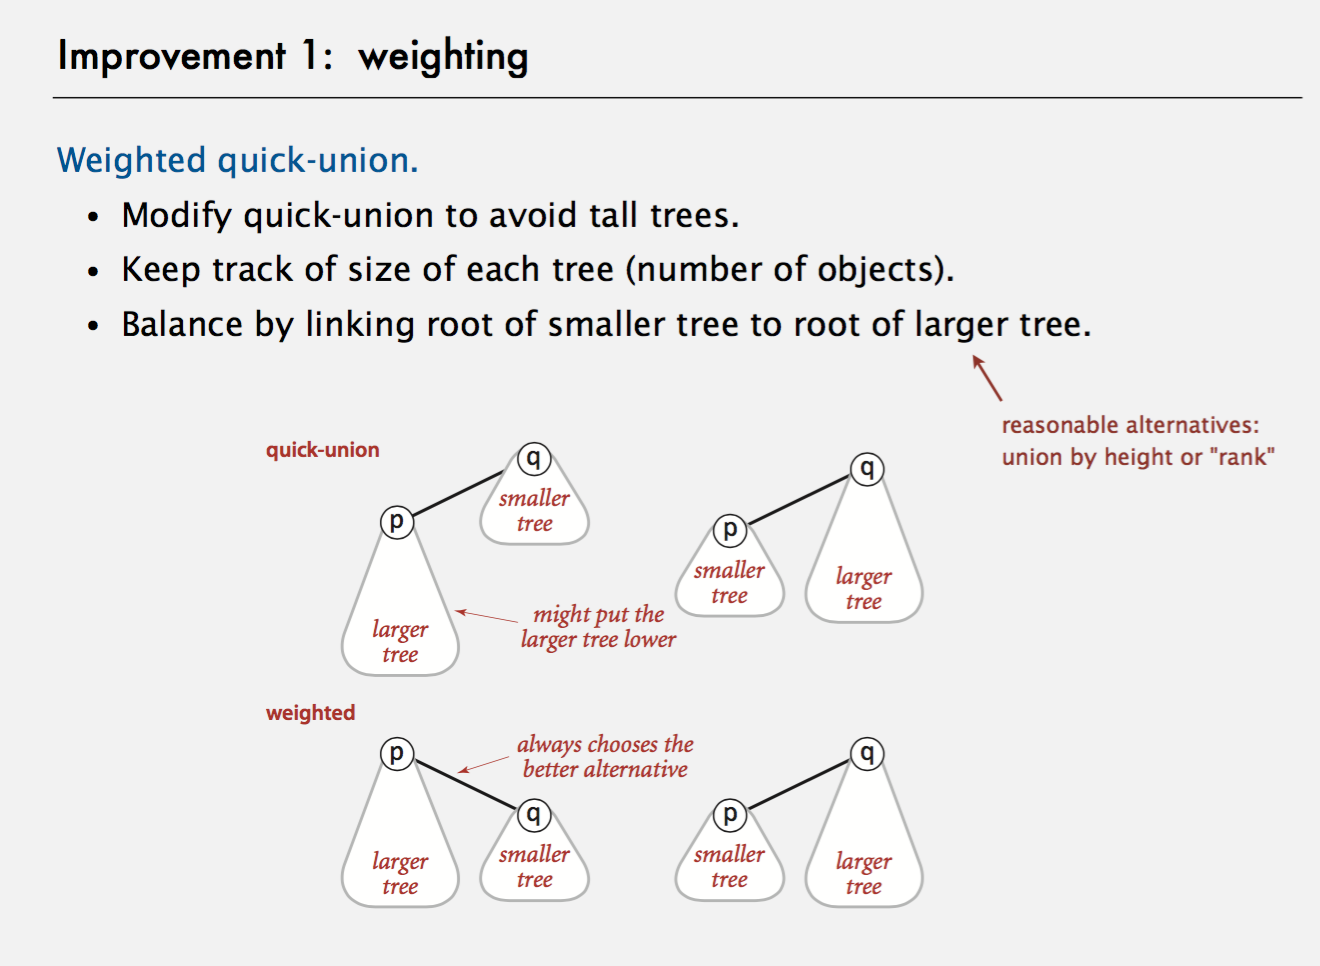 Improvement 1: weighting
Weighted quick-union.
• Modify quick-union to avoid tall trees.
• Keep track of size of each tree (number of objects).
• Balance by linking root of smaller tree to root of larger tree.
reasonable alternatives:
union by height or "rank"
quick-union
q
smaller
tree
p
larger
tree
might put the
larger tree lower
q
larger
tree
p
smaller
tree
weighted
p
larger
tree
always chooses the
better alternative
q
smaller
tree
p
smaller
tree
q
larger
tree